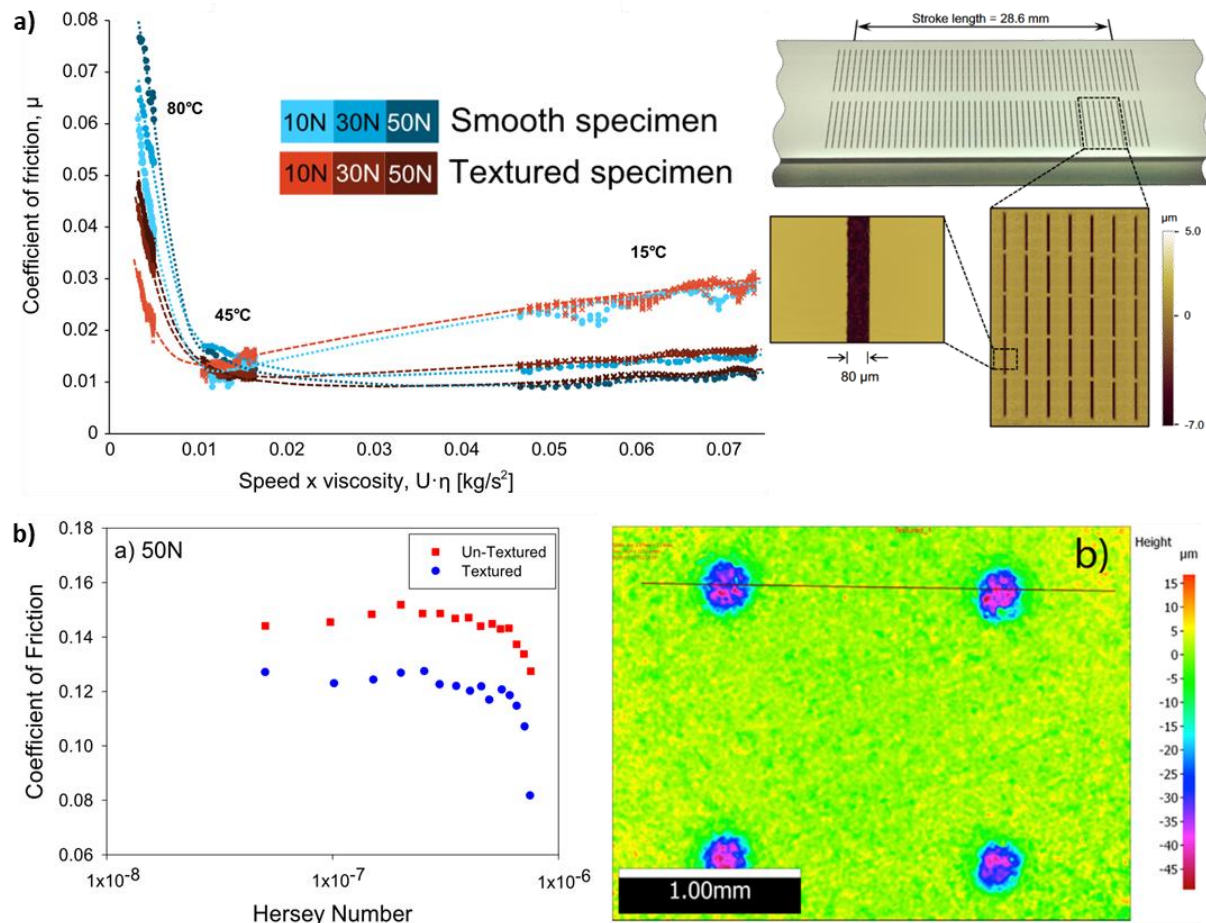 a)
0.08
0.07
0.06
0.05
0.04
0.03
0.02
0.01
0
Coefficient of friction, µ
80°C
45°C
15°C
10N 30N 50N Smooth specimen
10N 30N 50N Textured specimen
0 0.01 0.02 0.03 0.04 0.05 0.06 0.07
Speed x viscosity, U·η [kg/s²]
Stroke length = 28.6 mm
80 µm
µm
5.0
0
-7.0
b)
a) 50N
Un-Textured
Textured
0.18
0.16
0.14
0.12
0.10
0.08
0.06
Coefficient of Friction
1x10⁻⁸ 1x10⁻⁷ 1x10⁻⁶
Hersey Number
b)
1.00mm
Height
µm
15
10
5
0
-5
-10
-15
-20
-25
-30
-35
-40
-45